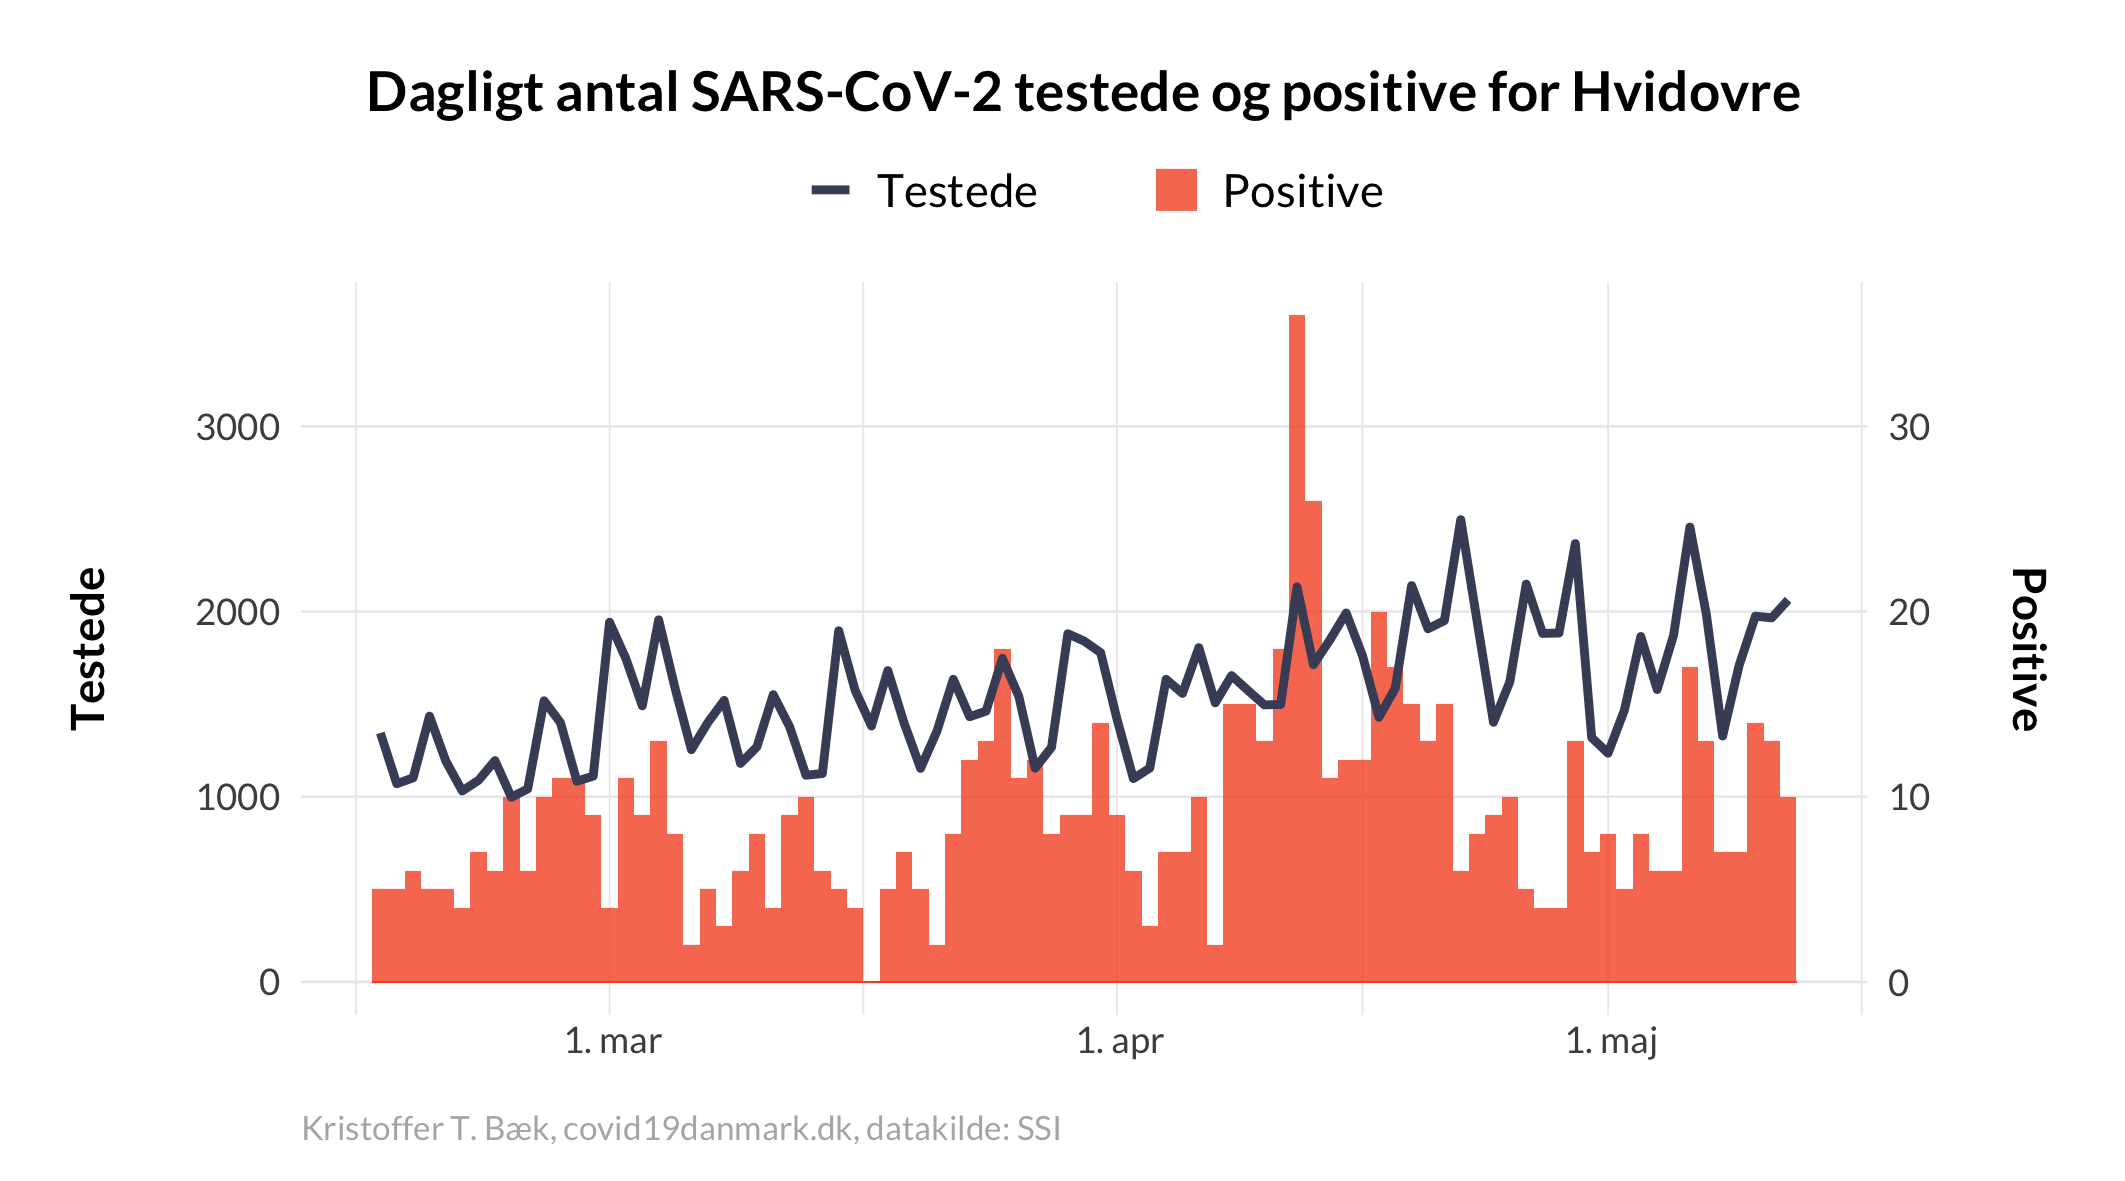 Dagligt antal SARS-CoV-2 testede og positive for Hvidovre
Testede Positive
3000 30
2000 20
1000 10
0 0
Testede
Positive
1. mar 1. apr 1. maj
Kristoffer T. Bæk, covid19danmark.dk, datakilde: SSI